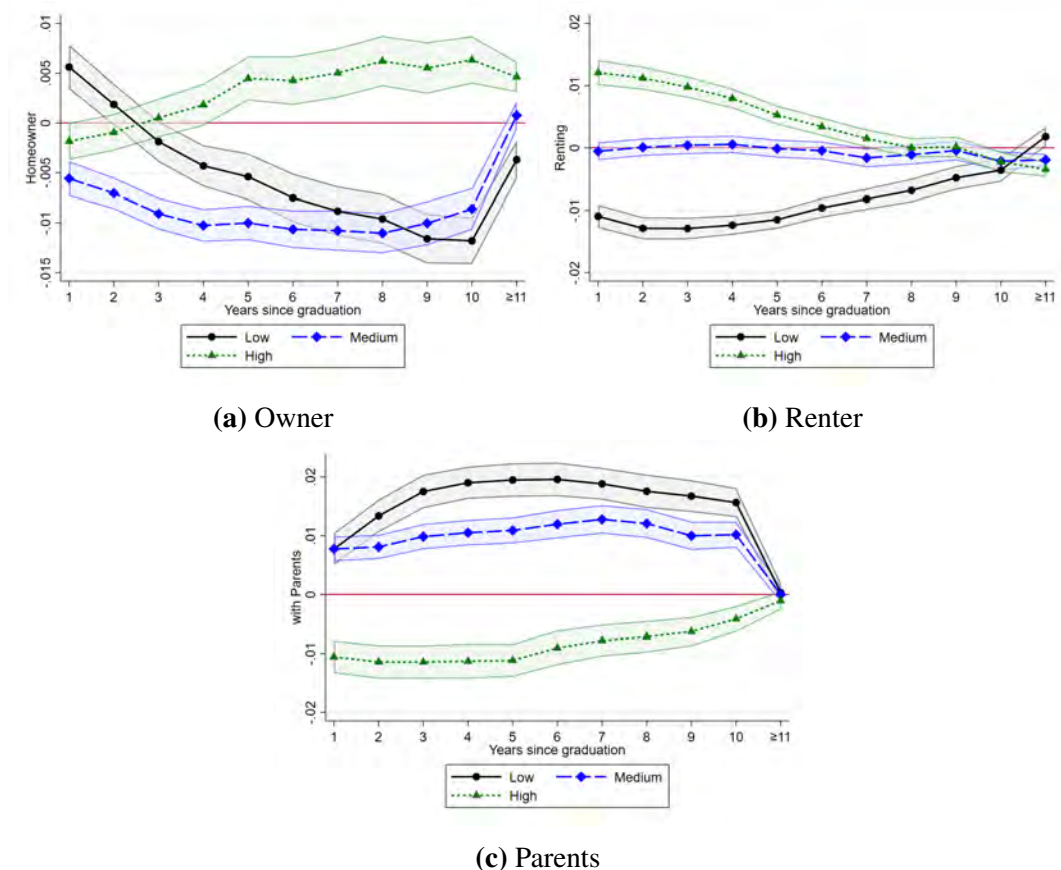 .01
.005
0
-.005
-.01
-.015
Homeowner
1 2 3 4 5 6 7 8 9 10 ≥11
Years since graduation
Low Medium
High
(a) Owner
.02
.01
0
-.01
-.02
Renting
1 2 3 4 5 6 7 8 9 10 ≥11
Years since graduation
Low Medium
High
(b) Renter
.02
.01
0
-.01
-.02
with Parents
1 2 3 4 5 6 7 8 9 10 ≥11
Years since graduation
Low Medium
High
(c) Parents